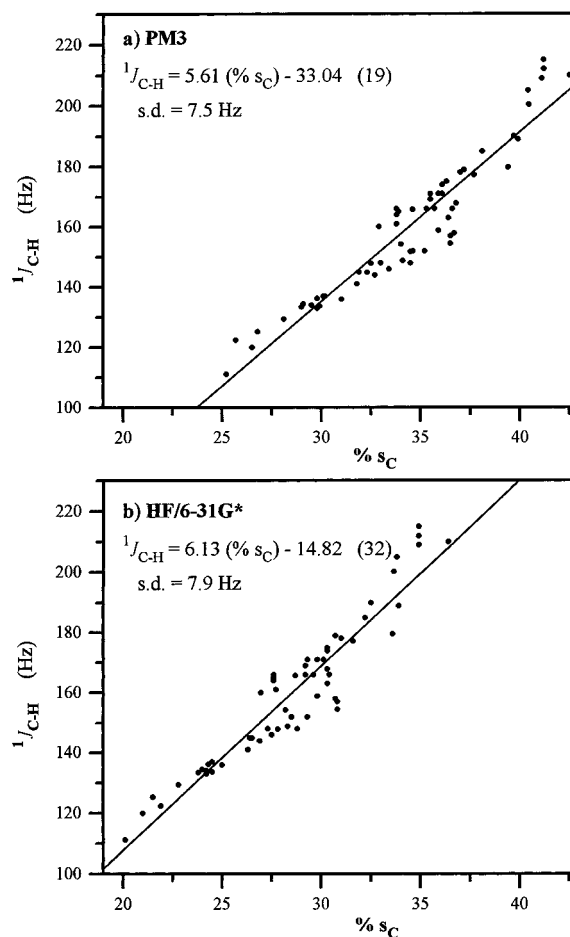 a) PM3
¹J_C-H = 5.61 (% s_C) - 33.04 (19)
s.d. = 7.5 Hz
220
200
180
160
140
120
100
¹J_C-H (Hz)
20 25 30 35 40
% s_C
b) HF/6-31G*
¹J_C-H = 6.13 (% s_C) - 14.82 (32)
s.d. = 7.9 Hz
220
200
180
160
140
120
100
¹J_C-H (Hz)
20 25 30 35 40
% s_C